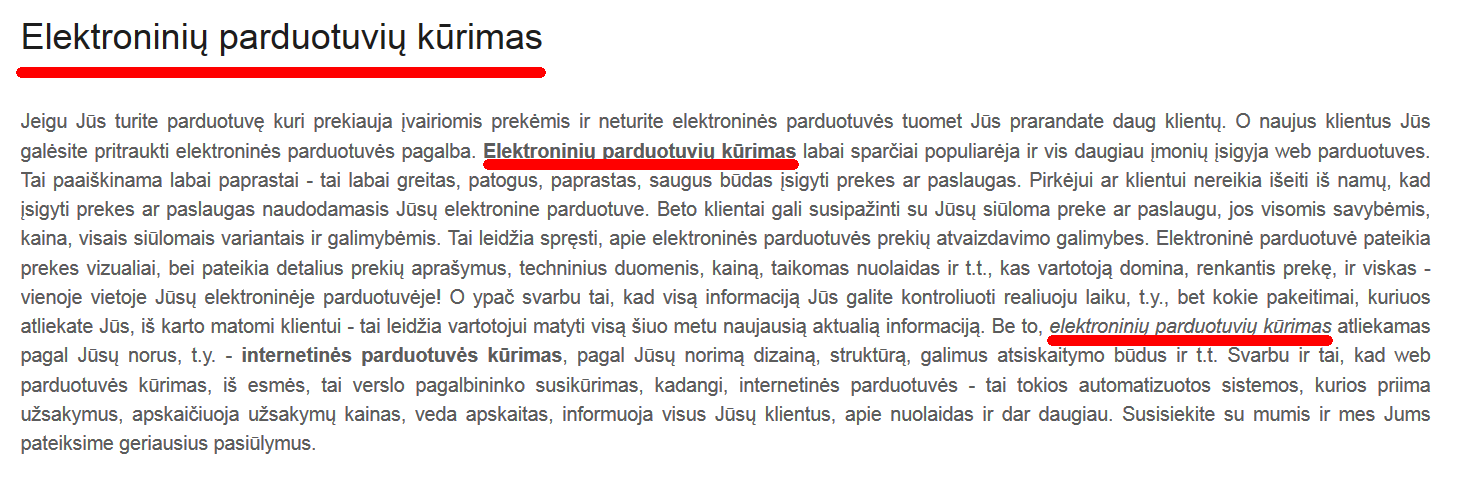 Elektroninių parduotuvių kūrimas
Jeigu Jūs turite parduotuvę kuri prekiauja įvairiomis prekėmis ir neturite elektroninės parduotuvės tuomet Jūs prarandate daug klientų. O naujus klientus Jūs
galėsite pritraukti elektroninės parduotuvės pagalba. Elektroninių parduotuvių kūrimas labai sparčiai populiarėja ir vis daugiau įmonių įsigyja web parduotuves.
Tai paaiškinama labai paprastai - tai labai greitas, patogus, paprastas, saugus būdas įsigyti prekes ar paslaugas. Pirkėjui ar klientui nereikia išeiti iš namų, kad
įsigyti prekes ar paslaugas naudodamasis Jūsų elektronine parduotuve. Beto klientai gali susipažinti su Jūsų siūloma preke ar paslaugu, jos visomis savybėmis,
kaina, visais siūlomais variantais ir galimybėmis. Tai leidžia spręsti, apie elektroninės parduotuvės prekių atvaizdavimo galimybes. Elektroninė parduotuvė pateikia
prekes vizualiai, bei pateikia detalius prekių aprašymus, techninius duomenis, kainą, taikomas nuolaidas ir t.t., kas vartotoją domina, renkantis prekę, ir viskas -
vienoje vietoje Jūsų elektroninėje parduotuvėje! O ypač svarbu tai, kad visą informaciją Jūs galite kontroliuoti realiuoju laiku, t.y., bet kokie pakeitimai, kuriuos
atliekate Jūs, iš karto matomi klientui - tai leidžia vartotojui matyti visą šiuo metu naujausią aktualią informaciją. Be to, elektroninių parduotuvių kūrimas atliekamas
pagal Jūsų norus, t.y. - internetinės parduotuvės kūrimas, pagal Jūsų norimą dizainą, struktūrą, galimus atsiskaitymo būdus ir t.t. Svarbu ir tai, kad web
parduotuvės kūrimas, iš esmės, tai verslo pagalbininko susikūrimas, kadangi, internetinės parduotuvės - tai tokios automatizuotos sistemos, kurios priima
užsakymus, apskaičiuoja užsakymų kainas, veda apskaitas, informuoja visus Jūsų klientus, apie nuolaidas ir dar daugiau. Susisiekite su mumis ir mes Jums
pateiksime geriausius pasiūlymus.